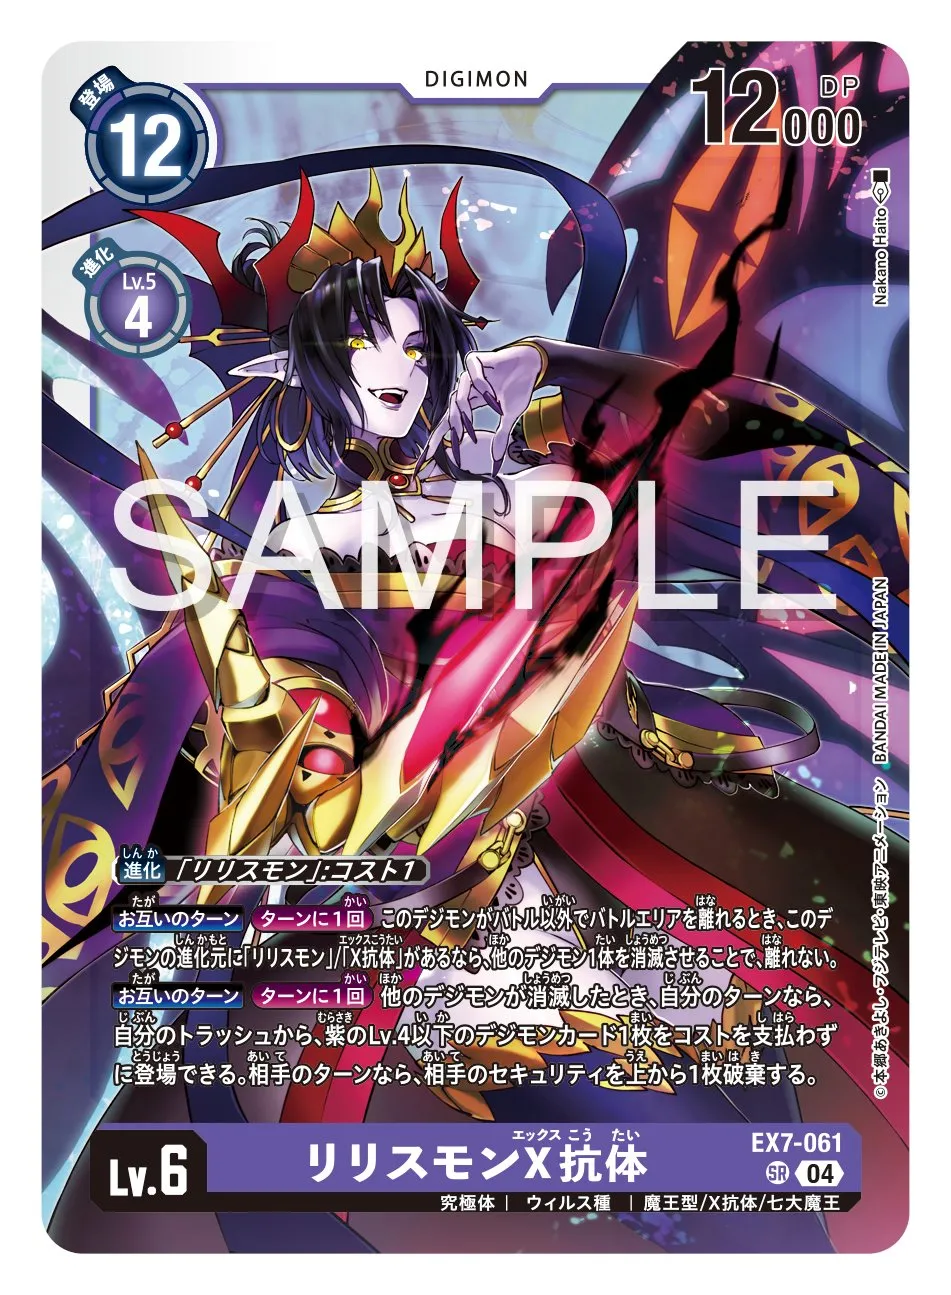 DIGIMON
登場
12
12000
DP
進化
Lv.5
4
Nakano Haito
SAMPLE
BANDAI MADE IN JAPAN
©本郷あきよし・フジテレビ・東映アニメーション
進化 「リリスモン」:コスト1
お互いのターン ターンに1回 このデジモンがバトル以外でバトルエリアを離れるとき、このデ
ジモンの進化元に「リリスモン」/「X抗体」があるなら、他のデジモン1体を消滅させることで、離れない。
お互いのターン ターンに1回 他のデジモンが消滅したとき、自分のターンなら、
自分のトラッシュから、紫のLv.4以下のデジモンカード1枚をコストを支払わず
に登場できる。相手のターンなら、相手のセキュリティを上から1枚破棄する。
Lv.6
リリスモンX抗体
EX7-061
SR 04
究極体 | ウィルス種 | 魔王型/X抗体/七大魔王